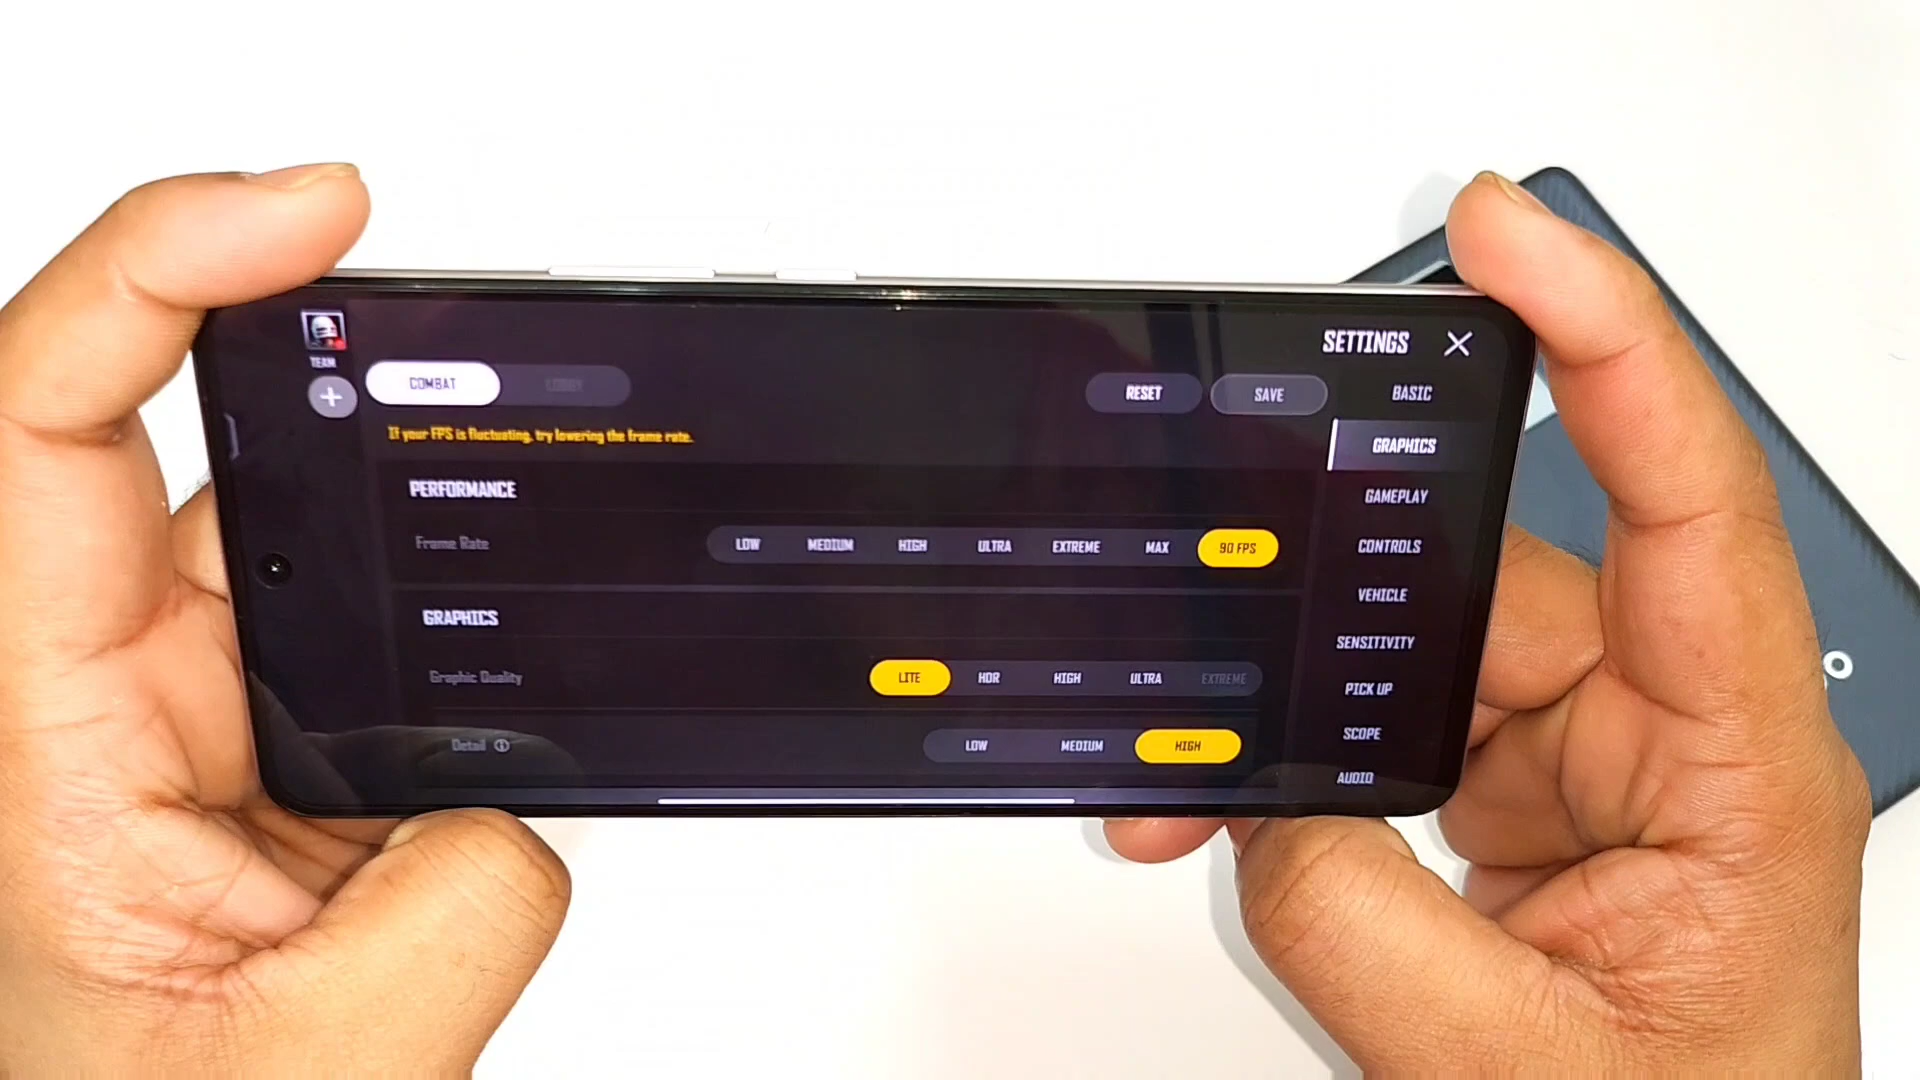 SETTINGS
TEAM
COMBAT LOBBY
RESET SAVE
If your FPS is fluctuating, try lowering the frame rate.
PERFORMANCE
Frame Rate LOW MEDIUM HIGH ULTRA EXTREME MAX 90 FPS
GRAPHICS
Graphic Quality LITE HDR HIGH ULTRA EXTREME
Detail LOW MEDIUM HIGH
BASIC
GRAPHICS
GAMEPLAY
CONTROLS
VEHICLE
SENSITIVITY
PICK UP
SCOPE
AUDIO